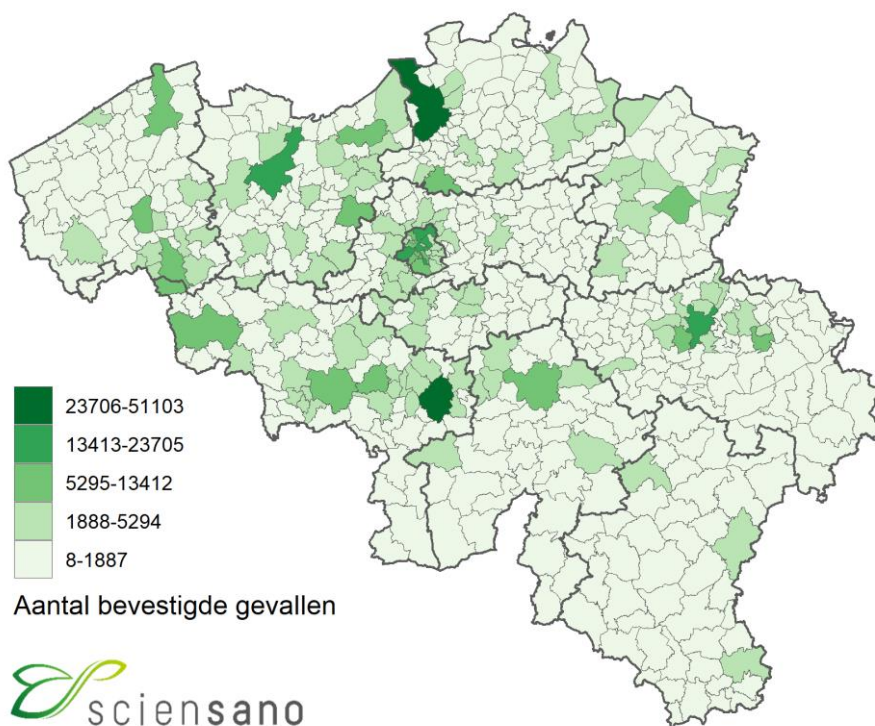 23706-51103
13413-23705
5295-13412
1888-5294
8-1887
Aantal bevestigde gevallen
sciensano